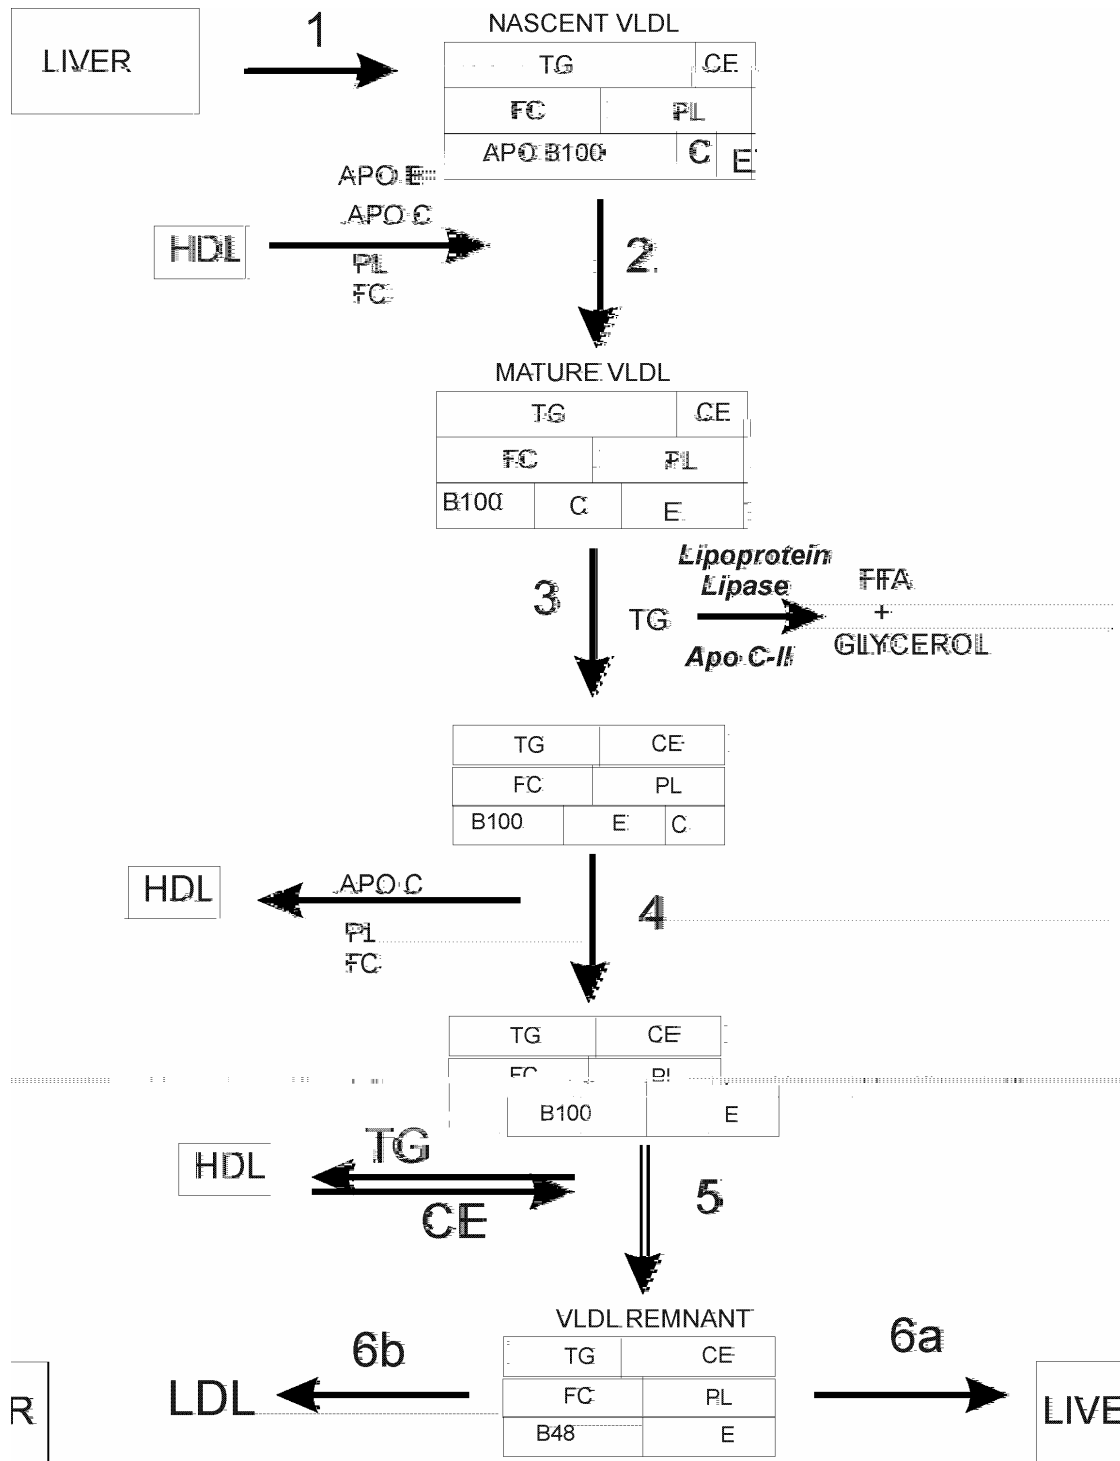 1
NASCENT VLDL
LIVER
TG CE
FC PL
APO B100 C E
APO E
APO C
HDL
PL
FC
2
MATURE VLDL
TG CE
FC PL
B100 C E
3
Lipoprotein
Lipase
TG
FFA
+
GLYCEROL
Apo C-II
TG CE
FC PL
B100 E C
HDL
APO C
4
FC
TG CE
FC
B100 E
HDL
TG
CE
5
VLDL REMNANT
6b
6a
TG CE
LDL
FC PL
B48 E
R
LIVE